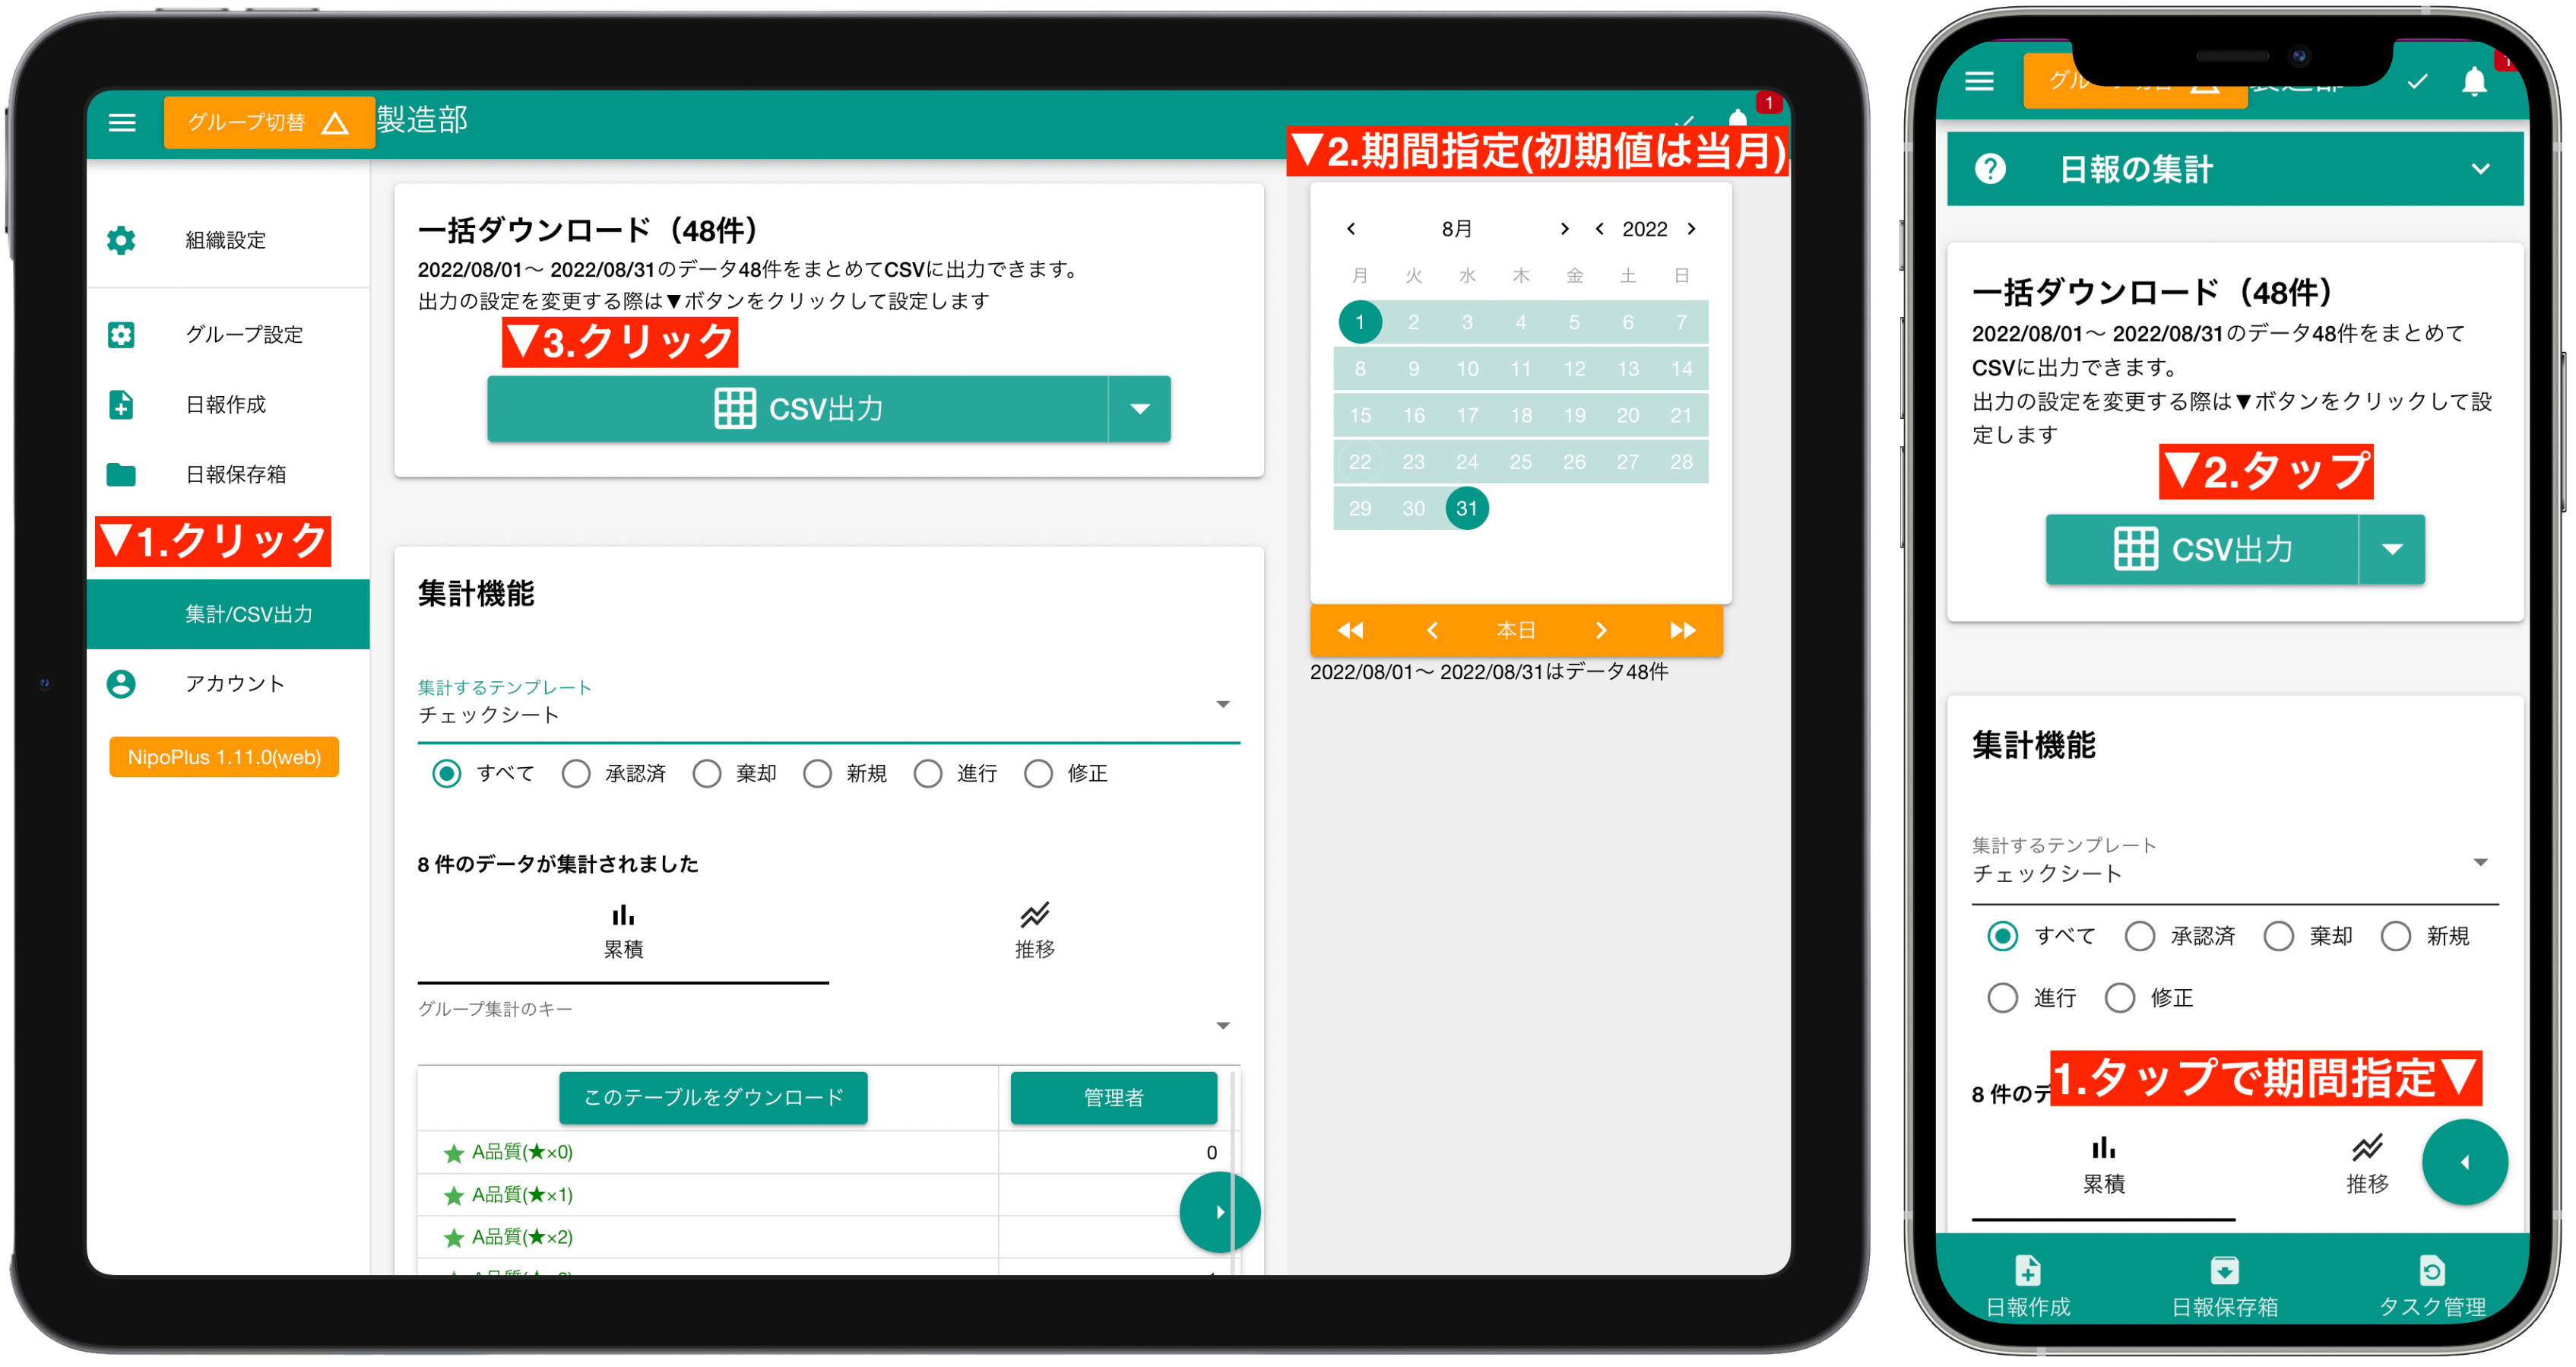 グループ切替
製造部
1
▼2.期間指定(初期値は当月)
組織設定
グループ設定
日報作成
日報保存箱
▼1.クリック
集計/CSV出力
アカウント
NipoPlus 1.11.0(web)
一括ダウンロード（48件）
2022/08/01〜 2022/08/31のデータ48件をまとめてCSVに出力できます。
出力の設定を変更する際は▼ボタンをクリックして設定します
▼3.クリック
CSV出力
集計機能
集計するテンプレート
チェックシート
すべて 承認済 棄却 新規 進行 修正
8 件のデータが集計されました
累積 推移
グループ集計のキー
このテーブルをダウンロード 管理者
A品質(★×0) 0
A品質(★×1)
A品質(★×2)
8月 2022
月 火 水 木 金 土 日
1 2 3 4 5 6 7
8 9 10 11 12 13 14
15 16 17 18 19 20 21
22 23 24 25 26 27 28
29 30 31
本日
2022/08/01〜 2022/08/31はデータ48件
日報の集計
一括ダウンロード（48件）
2022/08/01〜 2022/08/31のデータ48件をまとめて
CSVに出力できます。
出力の設定を変更する際は▼ボタンをクリックして設
定します
▼2.タップ
CSV出力
集計機能
集計するテンプレート
チェックシート
すべて 承認済 棄却 新規
進行 修正
1.タップで期間指定▼
8 件のデ
累積 推移
日報作成 日報保存箱 タスク管理